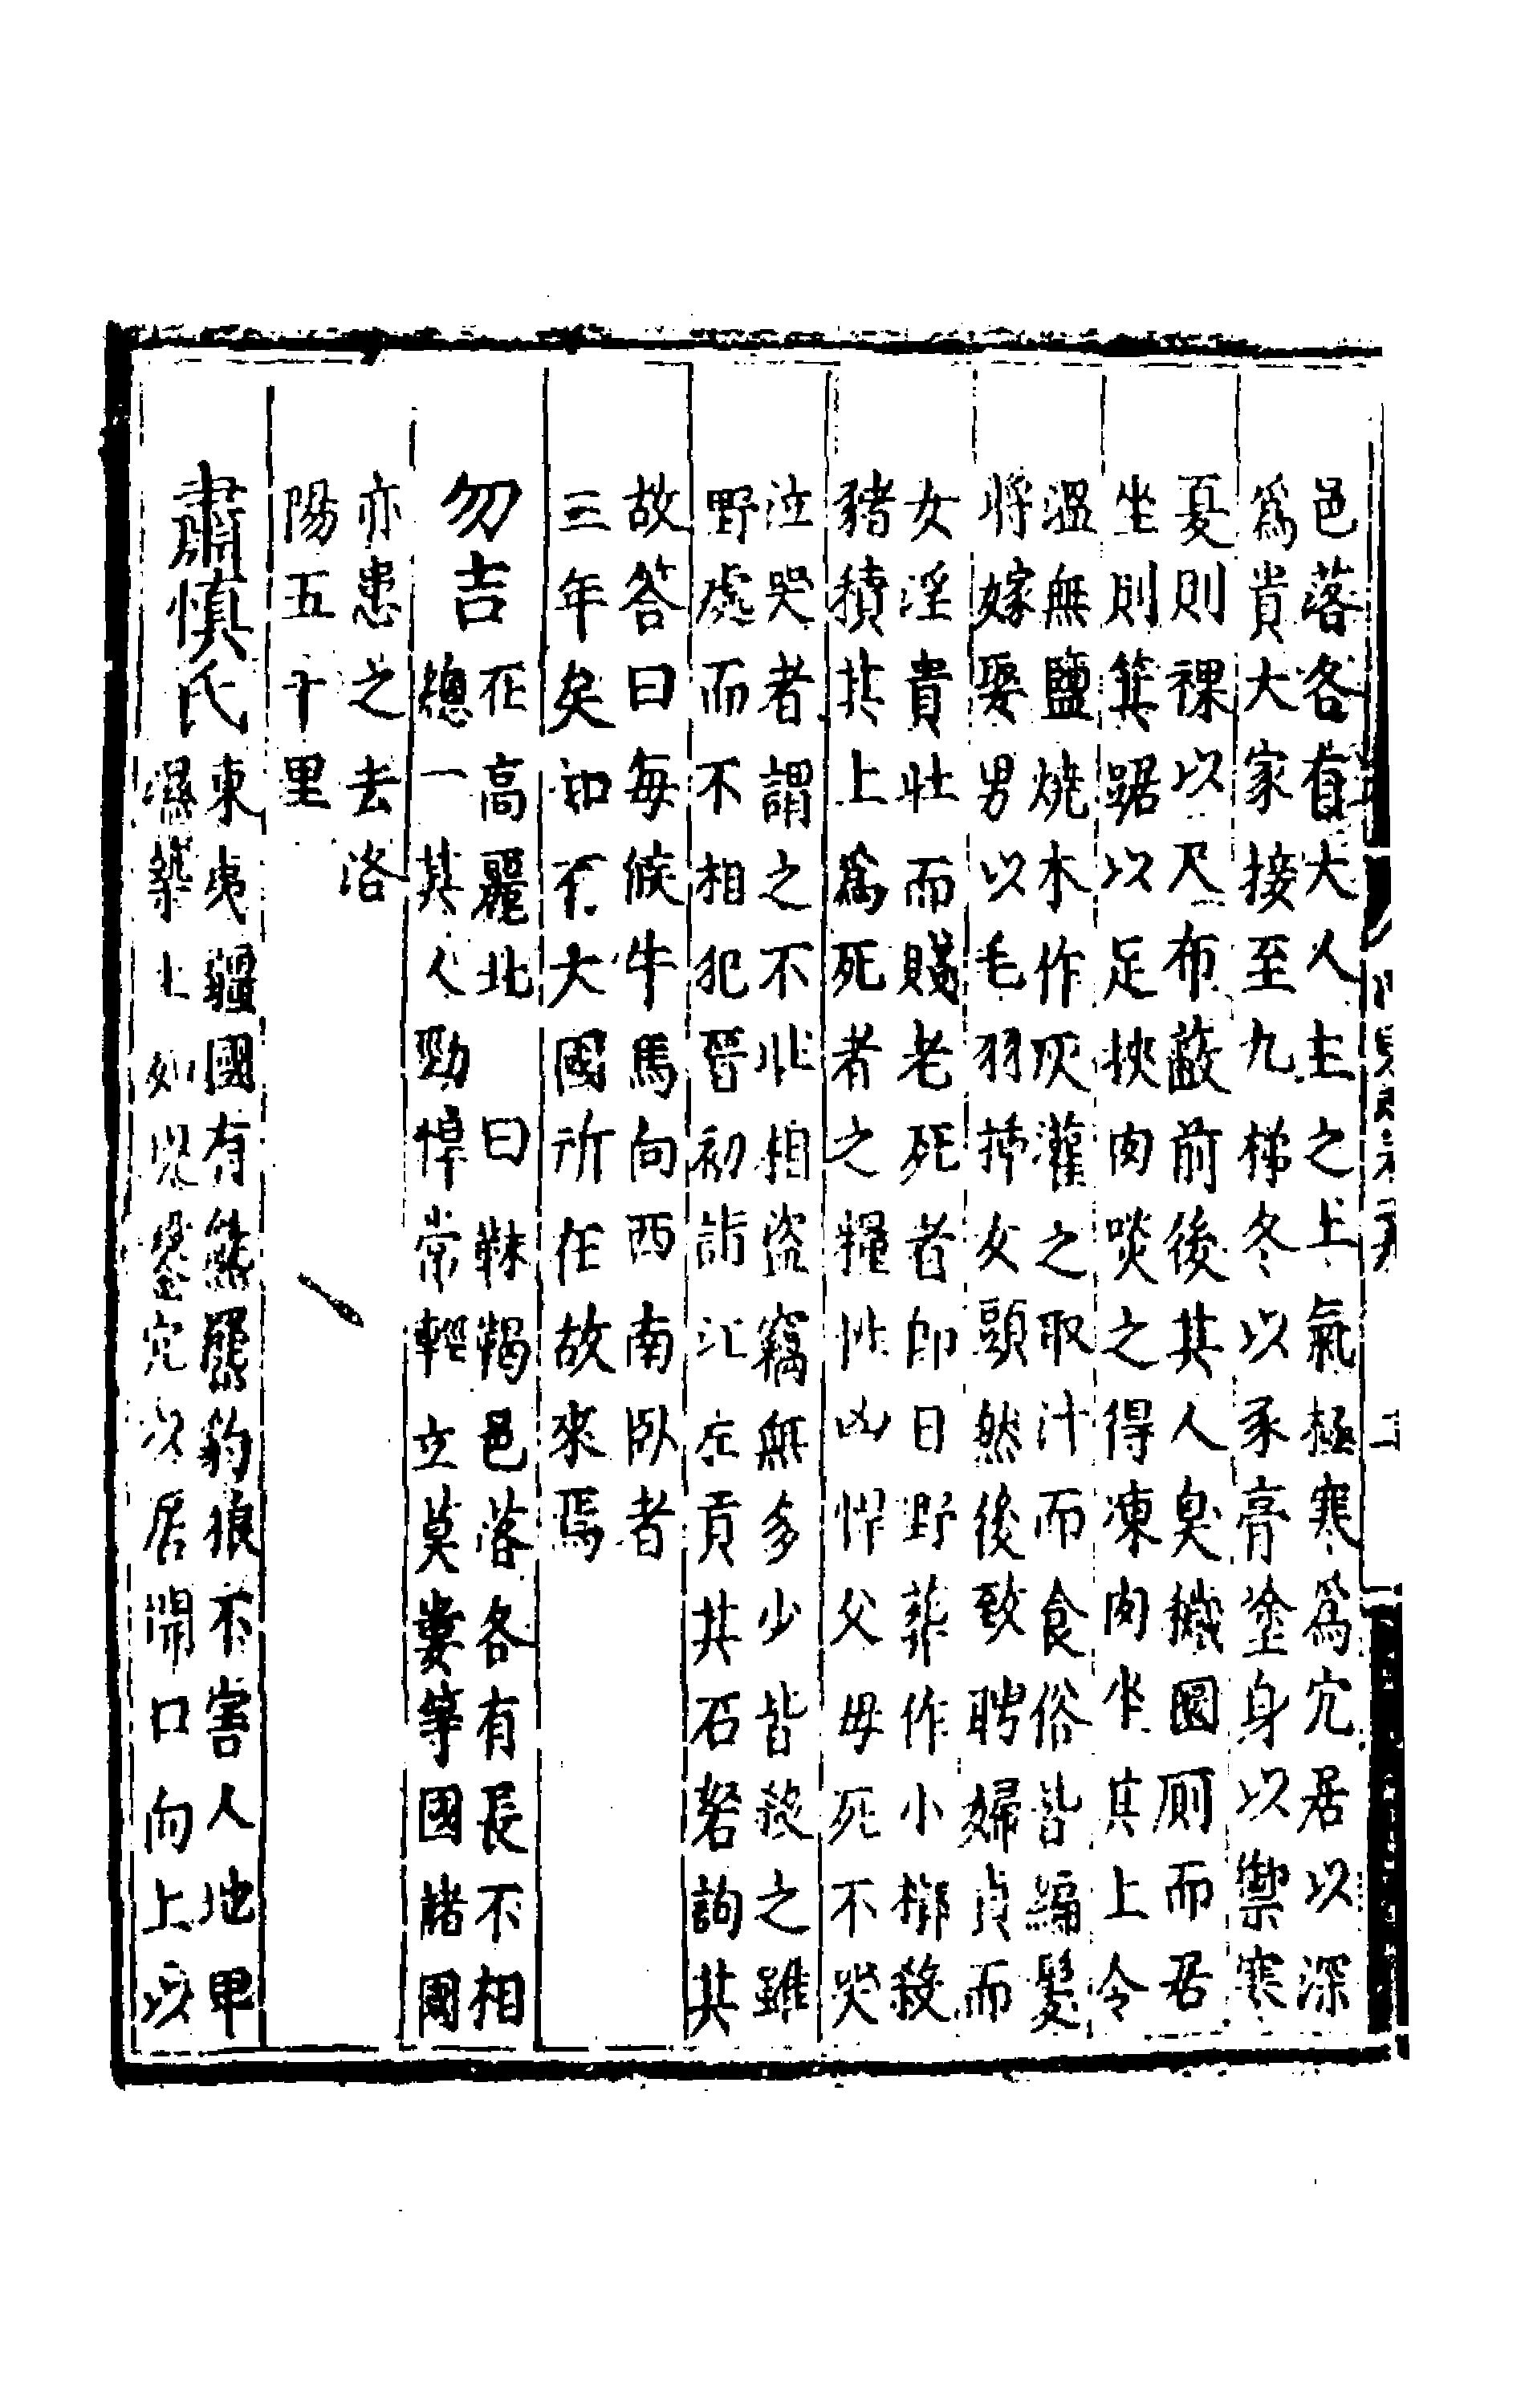 邑落各有大人主之上氣極寒爲穴居以深
爲貴大家接至九梯冬以豕膏塗身以禦寒
夏則裸以尺布蔽前後其人臭穢圂厠而居
坐則箕踞以足挾肉啖之得凍肉坐其上令
溫無鹽燒木作灰灌之取汁而食俗皆編髮
將嫁娶男以毛羽揷女頭然後致聘婦貞而
女淫貴壯而賤老死者即日野葬作小槨殺
豬積其上爲死者之糧性凶悍父毋死不哭
泣哭者謂之不壯相盜竊無多少皆殺之雖
野處而不相犯晉初詣江左貢其石砮詢其
故答曰每候牛馬向西南臥者
三年矣知有大國所在故來焉
勿吉
在高麗北 曰靺鞨邑落各有長不相
總一其人勁悍常輕豆莫婁等國諸國
亦患之去洛
陽五千里
肅慎氏
東夷疆國有熊羆豹狼不害人地卑
濕築土如堤鑿穴以居開口向上以